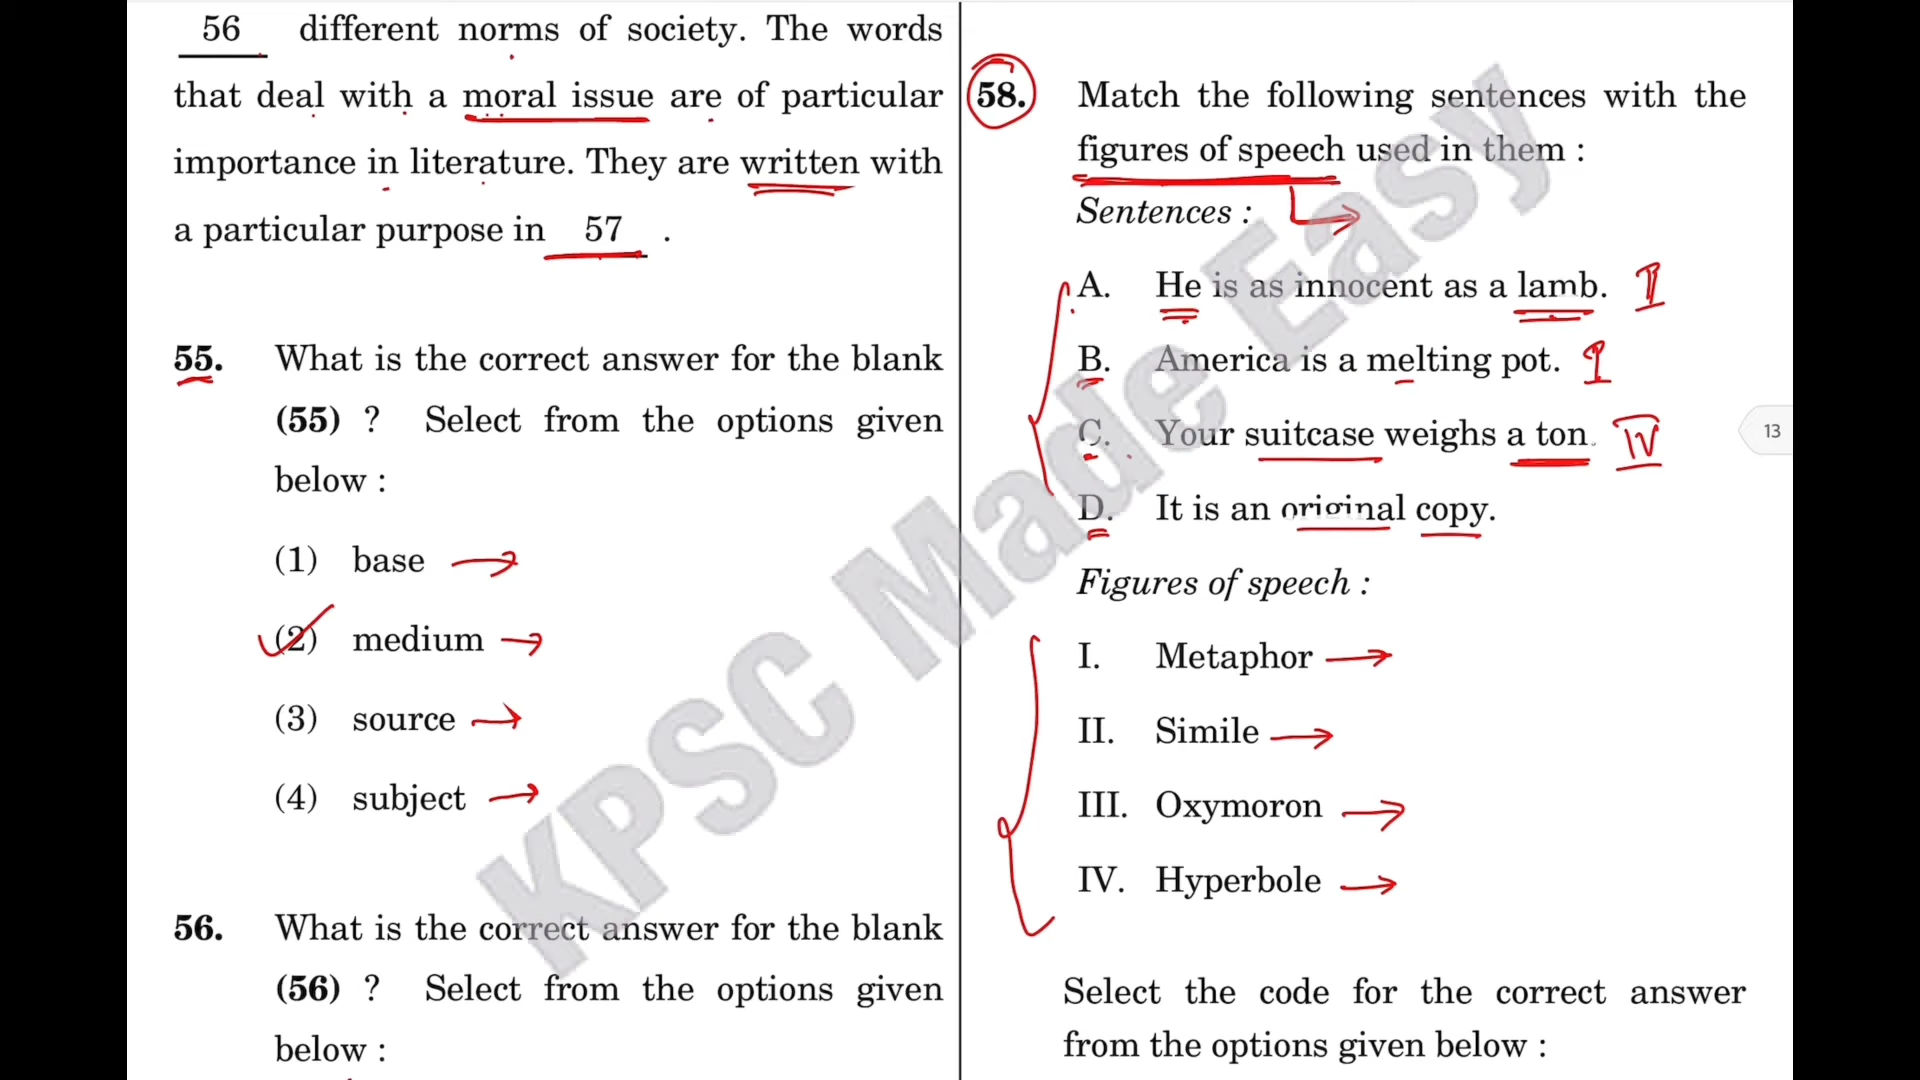 56 different norms of society. The words
that deal with a moral issue are of particular
importance in literature. They are written with
a particular purpose in 57 .
55. What is the correct answer for the blank
(55) ? Select from the options given
below :
(1) base
(2) medium
(3) source
(4) subject
56. What is the correct answer for the blank
(56) ? Select from the options given
below :
58. Match the following sentences with the
figures of speech used in them :
Sentences :
A. He is as innocent as a lamb. II
B. America is a melting pot. I
C. Your suitcase weighs a ton. IV
D. It is an original copy.
Figures of speech :
I. Metaphor
II. Simile
III. Oxymoron
IV. Hyperbole
Select the code for the correct answer
from the options given below :
13
KPSC Made Easy